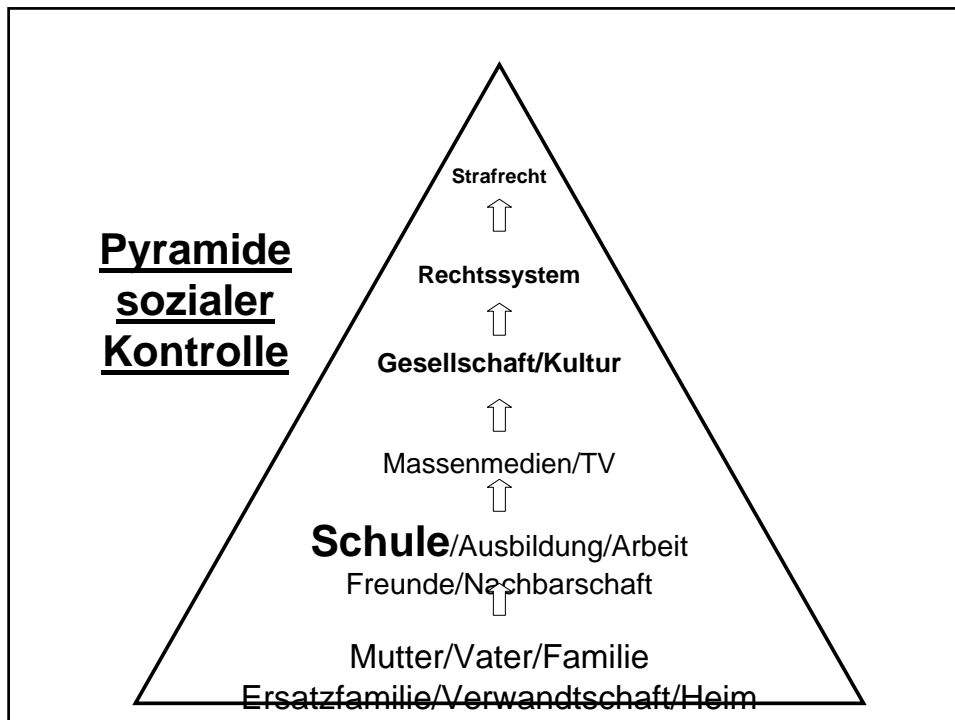 Strafrecht
Pyramide
sozialer
Kontrolle
Rechtssystem
Gesellschaft/Kultur
Massenmedien/TV
Schule/Ausbildung/Arbeit
Freunde/Nachbarschaft
Mutter/Vater/Familie
Ersatzfamilie/Verwandtschaft/Heim